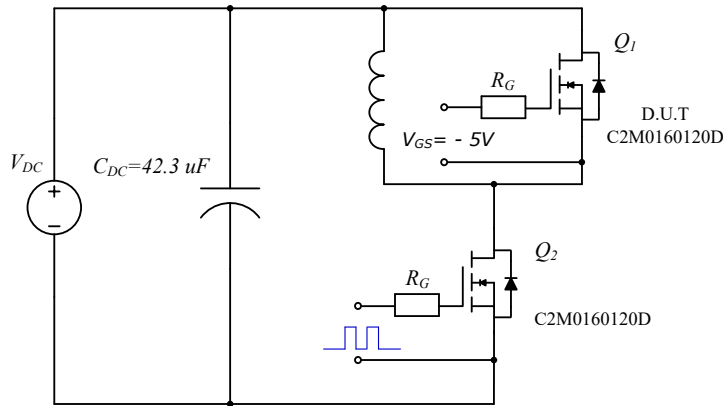 Q1
RG
D.U.T
C2M0160120D
VGS= - 5V
VDC
CDC=42.3 uF
Q2
RG
C2M0160120D